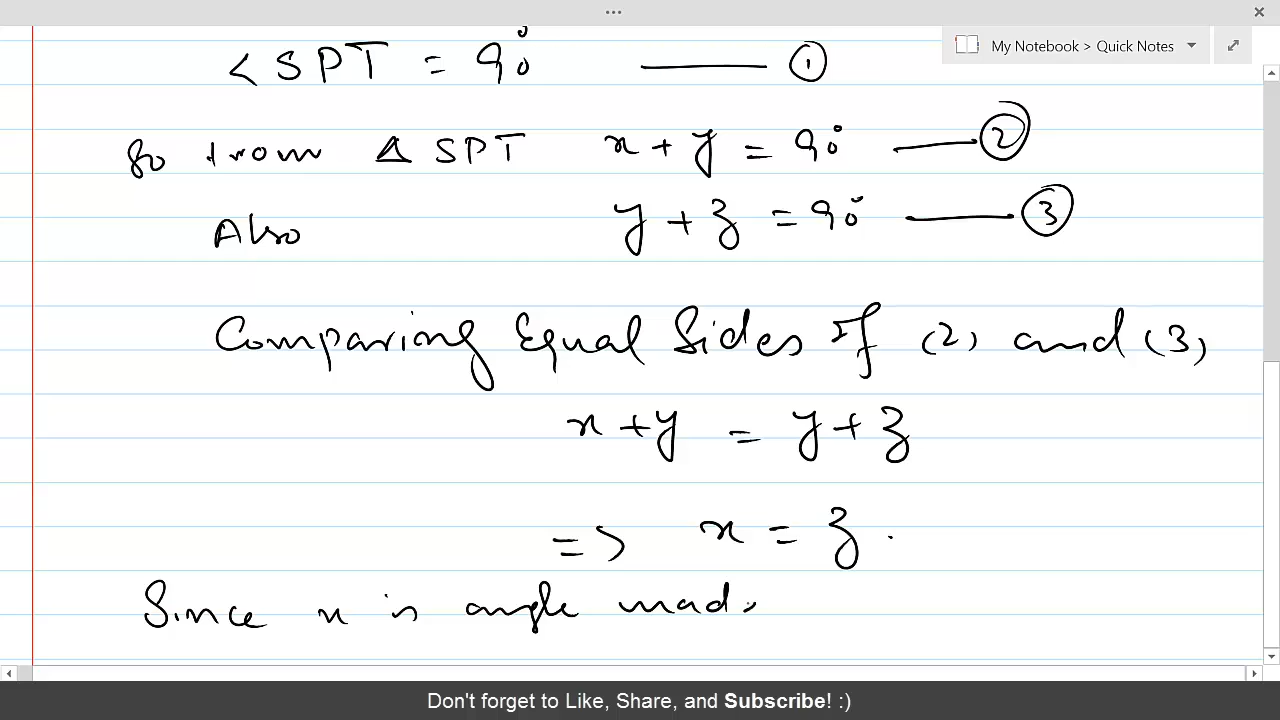 ...
My Notebook > Quick Notes
< SPT = 90° ——— ①
So from Δ SPT x + y = 90° —— ②
Also y + z = 90° ——— ③
Comparing Equal Sides of (2) and (3)
x + y = y + z
=> x = z .
Since x is angle mad
Don't forget to Like, Share, and Subscribe! :)